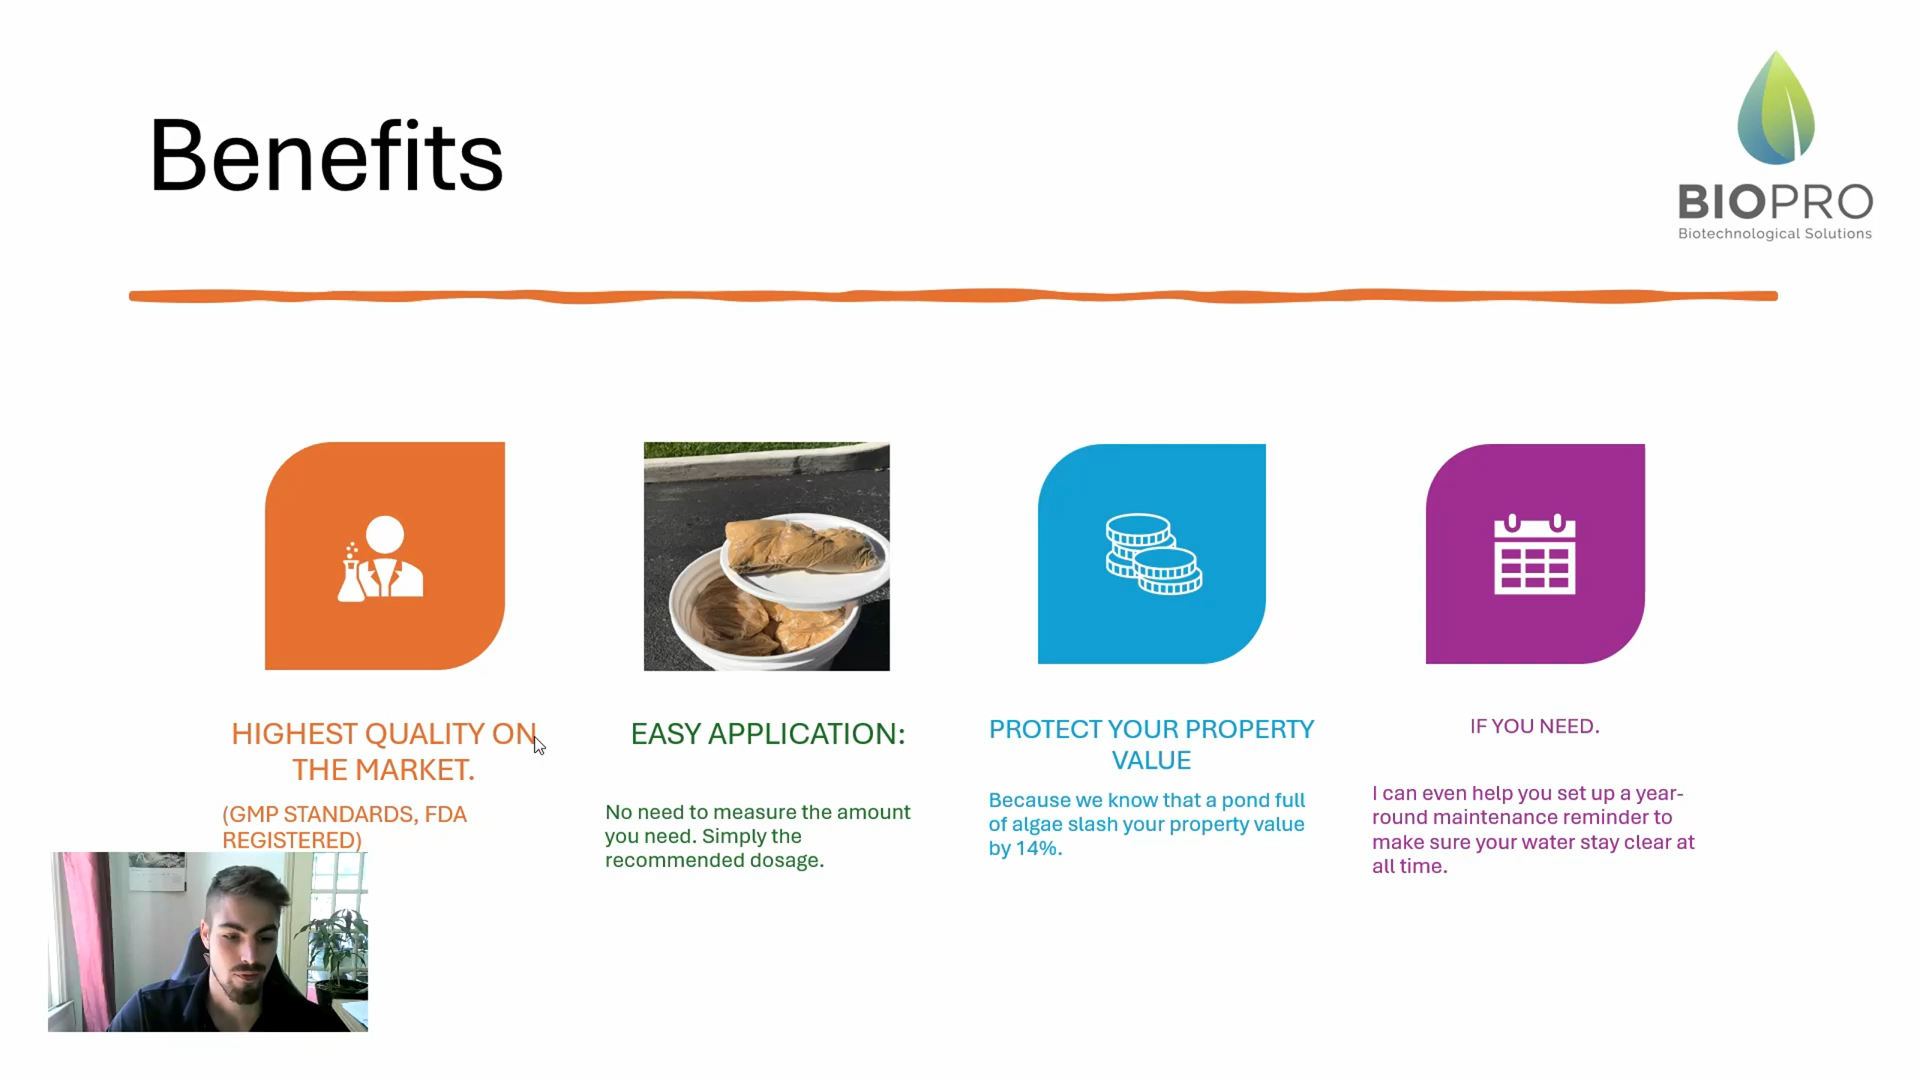 Benefits
BIOPRO
Biotechnological Solutions
HIGHEST QUALITY ON
THE MARKET.
(GMP STANDARDS, FDA
REGISTERED)
EASY APPLICATION:
No need to measure the amount
you need. Simply the
recommended dosage.
PROTECT YOUR PROPERTY
VALUE
Because we know that a pond full
of algae slash your property value
by 14%.
IF YOU NEED.
I can even help you set up a year-
round maintenance reminder to
make sure your water stay clear at
all time.